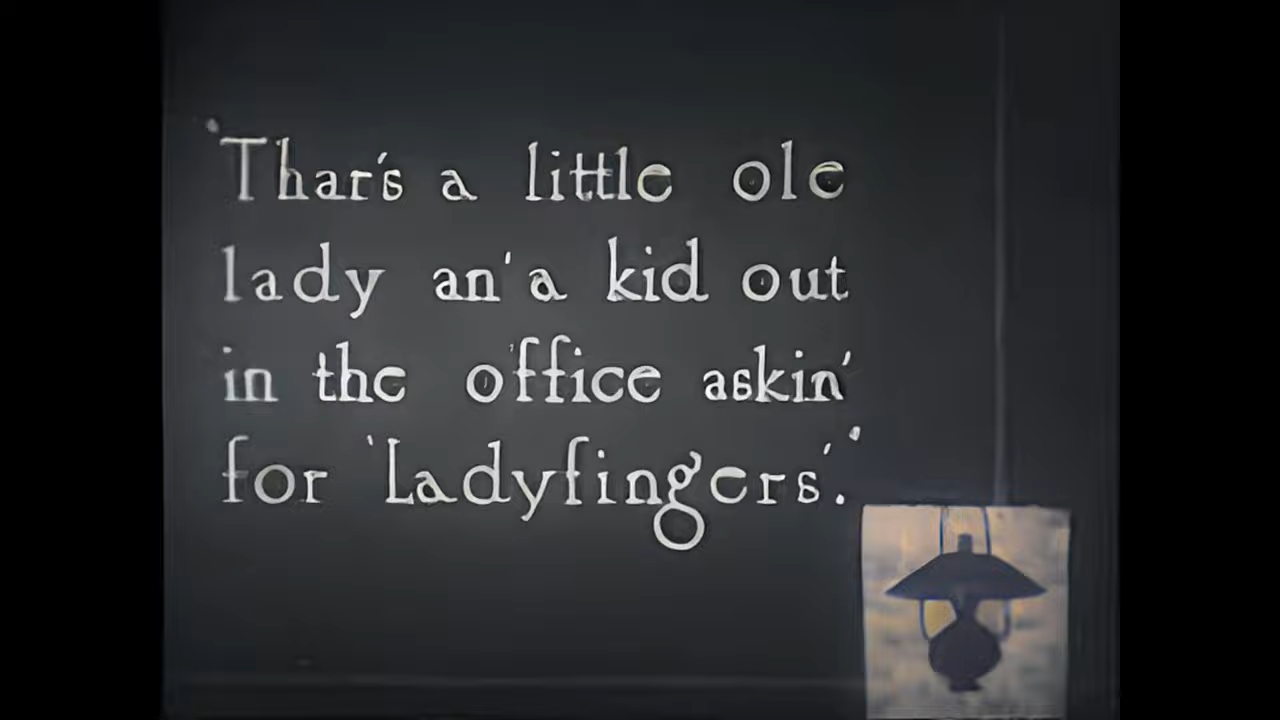 "Thar's a little ole
lady an' a kid out
in the office askin'
for 'Ladyfingers'."